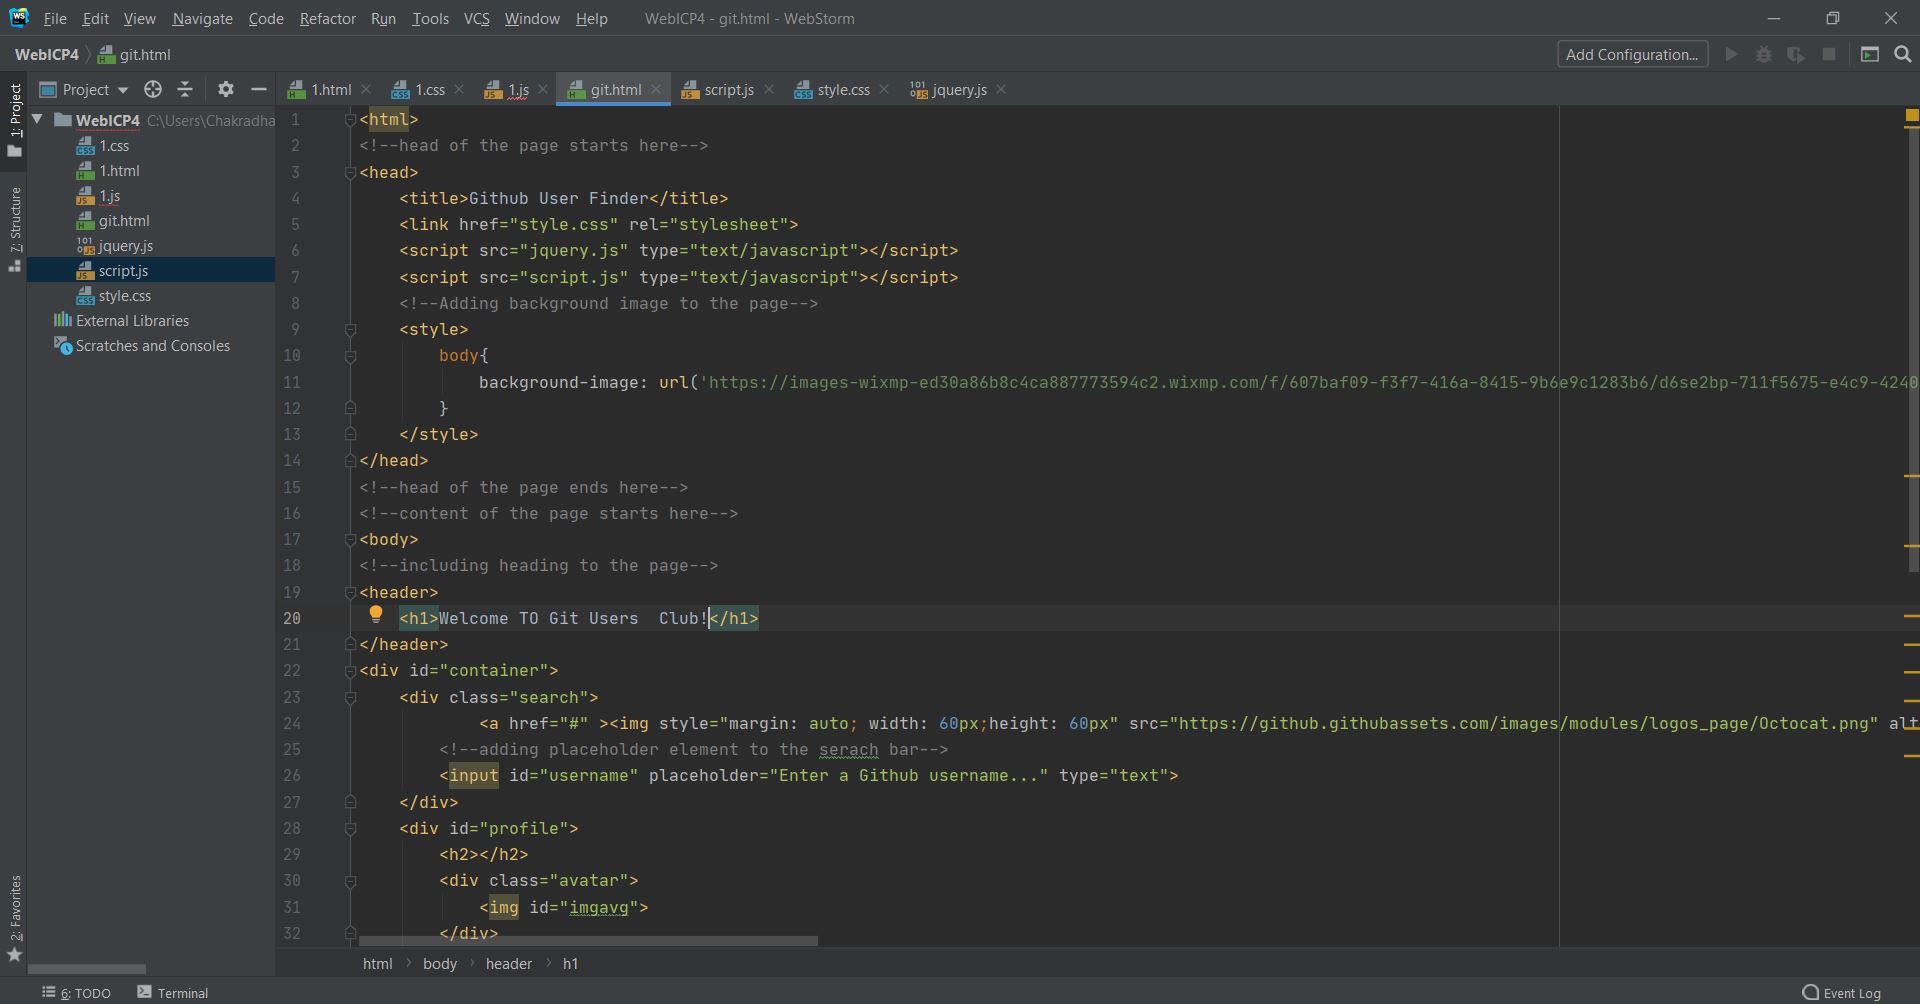 File Edit View Navigate Code Refactor Run Tools VCS Window Help WebICP4 - git.html - WebStorm
WebICP4 git.html Add Configuration...
Project 1.html 1.css 1.js git.html script.js style.css jquery.js
1: Project
7: Structure
2: Favorites
WebICP4 C:\Users\Chakradha
1.css
1.html
1.js
git.html
jquery.js
script.js
style.css
External Libraries
Scratches and Consoles
1 <html>
2 <!--head of the page starts here-->
3 <head>
4 <title>Github User Finder</title>
5 <link href="style.css" rel="stylesheet">
6 <script src="jquery.js" type="text/javascript"></script>
7 <script src="script.js" type="text/javascript"></script>
8 <!--Adding background image to the page-->
9 <style>
10 body{
11 background-image: url('https://images-wixmp-ed30a86b8c4ca887773594c2.wixmp.com/f/607baf09-f3f7-416a-8415-9b6e9c1283b6/d6se2bp-711f5675-e4c9-4240
12 }
13 </style>
14 </head>
15 <!--head of the page ends here-->
16 <!--content of the page starts here-->
17 <body>
18 <!--including heading to the page-->
19 <header>
20 <h1>Welcome TO Git Users  Club!</h1>
21 </header>
22 <div id="container">
23 <div class="search">
24 <a href="#" ><img style="margin: auto; width: 60px;height: 60px" src="https://github.githubassets.com/images/modules/logos_page/Octocat.png" alt
25 <!--adding placeholder element to the serach bar-->
26 <input id="username" placeholder="Enter a Github username..." type="text">
27 </div>
28 <div id="profile">
29 <h2></h2>
30 <div class="avatar">
31 <img id="imgavg">
32 </div>
html body header h1
6: TODO Terminal Event Log